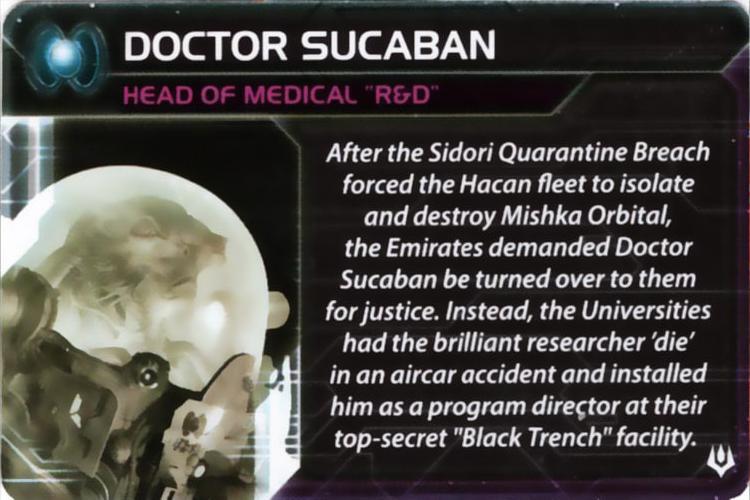 DOCTOR SUCABAN
HEAD OF MEDICAL "R&D"
After the Sidori Quarantine Breach
forced the Hacan fleet to isolate
and destroy Mishka Orbital,
the Emirates demanded Doctor
Sucaban be turned over to them
for justice. Instead, the Universities
had the brilliant researcher 'die'
in an aircar accident and installed
him as a program director at their
top-secret "Black Trench" facility.